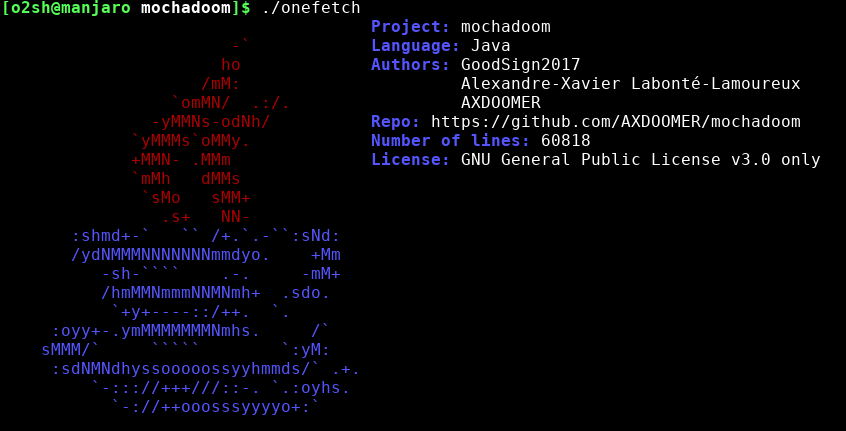 [o2sh@manjaro mochadoom]$ ./onefetch
Project: mochadoom
-` Language: Java
ho Authors: GoodSign2017
/mM: Alexandre-Xavier Labonté-Lamoureux
`omMN/ .:/. AXDOOMER
-yMMNs-odNh/ Repo: https://github.com/AXDOOMER/mochadoom
`yMMMs`oMMy. Number of lines: 60818
+MMN- .MMm License: GNU General Public License v3.0 only
`mMh dMMs
`sMo sMM+
.s+ NN-
:shmd+-` `` /+.`.-``:sNd:
/ydNMMMNNNNNNNmmdyo. +Mm
-sh-```` .-. -mM+
/hmMMNmmmNNMNmh+ .sdo.
`+y+----::/++. `.
:oyy+-.ymMMMMMMMNmhs. /`
sMMM/` ````` `:yM:
:sdNMNdhyssooooossyyhmmds/` .+.
`-:::://+++///::-. `.:oyhs.
`-://++ooosssyyyyo+:`